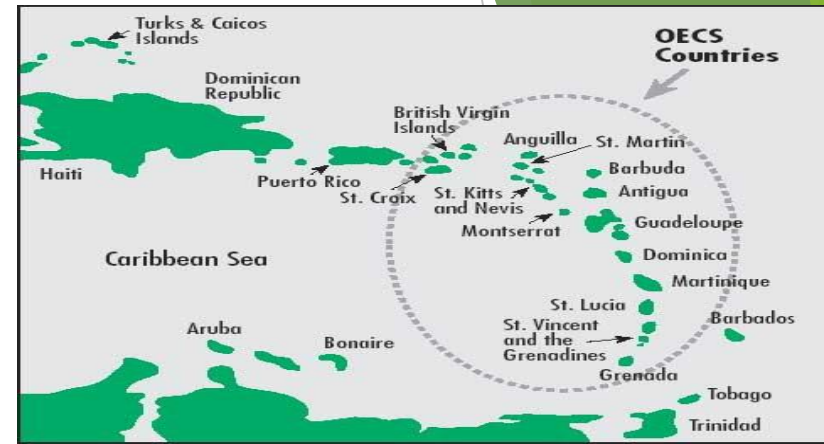 Turks & Caicos
Islands
OECS
Countries
Dominican
Republic
British Virgin
Islands
Anguilla
St. Martin
Haiti
Puerto Rico
St. Croix
St. Kitts
and Nevis
Barbuda
Antigua
Montserrat
Guadeloupe
Dominica
Caribbean Sea
Martinique
St. Lucia
Barbados
Aruba
Bonaire
St. Vincent
and the
Grenadines
Grenada
Tobago
Trinidad